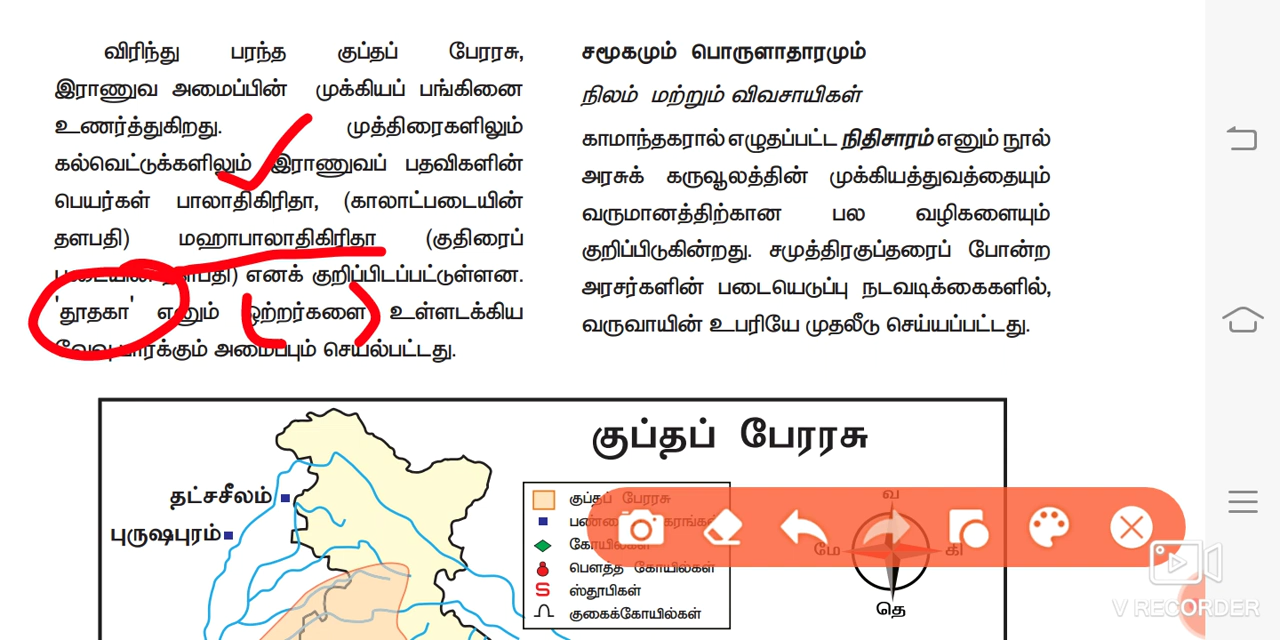 விரிந்து பரந்த குப்தப் பேரரசு,
இராணுவ அமைப்பின் முக்கியப் பங்கினை
உணர்த்துகிறது. முத்திரைகளிலும்
கல்வெட்டுக்களிலும் இராணுவப் பதவிகளின்
பெயர்கள் பாலாதிகிரிதா, (காலாட்படையின்
தளபதி) மஹாபாலாதிகிரிதா (குதிரைப்
படையின் தளபதி) எனக் குறிப்பிடப்பட்டுள்ளன.
'தூதகா' எனும் ஒற்றர்களை உள்ளடக்கிய
வேவுபார்க்கும் அமைப்பும் செயல்பட்டது.
சமூகமும் பொருளாதாரமும்
நிலம் மற்றும் விவசாயிகள்
காமாந்தகரால் எழுதப்பட்ட நிதிசாரம் எனும் நூல்
அரசுக் கருவூலத்தின் முக்கியத்துவத்தையும்
வருமானத்திற்கான பல வழிகளையும்
குறிப்பிடுகின்றது. சமுத்திரகுப்தரைப் போன்ற
அரசர்களின் படையெடுப்பு நடவடிக்கைகளில்,
வருவாயின் உபரியே முதலீடு செய்யப்பட்டது.
குப்தப் பேரரசு
தட்சசீலம்
புருஷபுரம்
குப்தப் பேரரசு
கோயில்கள்
பௌத்த கோயில்கள்
ஸ்தூபிகள்
குகைக்கோயில்கள்
வ
மே
கி
தெ
V RECORDER